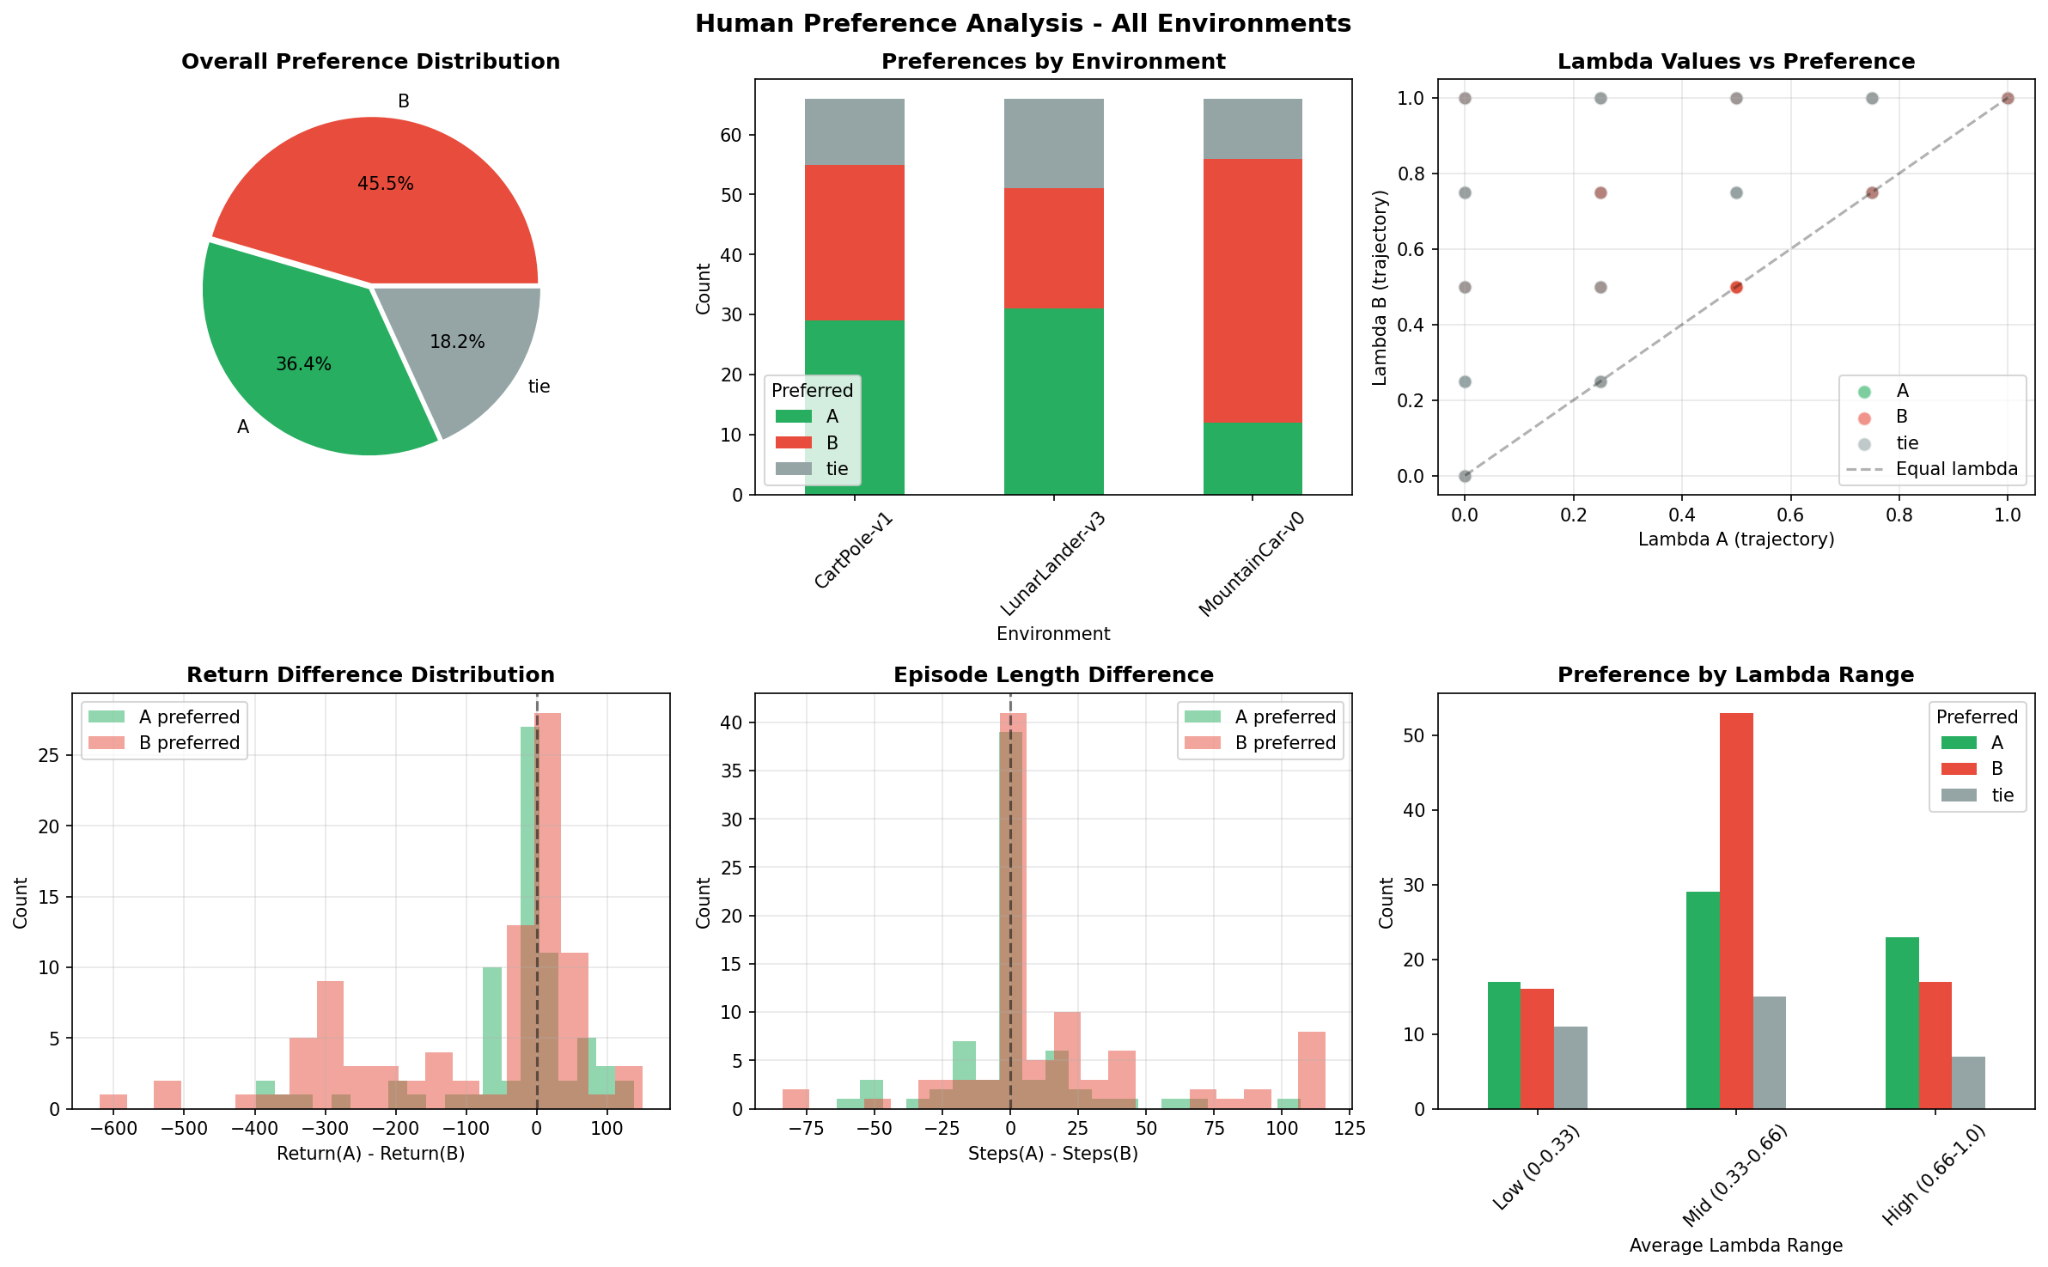 Human Preference Analysis - All Environments
Overall Preference Distribution
B
45.5%
36.4%
18.2%
A
tie
Preferences by Environment
Count
60
50
40
30
20
10
0
Preferred
A
B
tie
CartPole-v1
LunarLander-v3
MountainCar-v0
Environment
Lambda Values vs Preference
Lambda B (trajectory)
1.0
0.8
0.6
0.4
0.2
0.0
A
B
tie
Equal lambda
0.0 0.2 0.4 0.6 0.8 1.0
Lambda A (trajectory)
Return Difference Distribution
A preferred
B preferred
Count
25
20
15
10
5
0
−600 −500 −400 −300 −200 −100 0 100
Return(A) - Return(B)
Episode Length Difference
A preferred
B preferred
Count
40
35
30
25
20
15
10
5
0
−75 −50 −25 0 25 50 75 100 125
Steps(A) - Steps(B)
Preference by Lambda Range
Preferred
A
B
tie
Count
50
40
30
20
10
0
Low (0-0.33)
Mid (0.33-0.66)
High (0.66-1.0)
Average Lambda Range